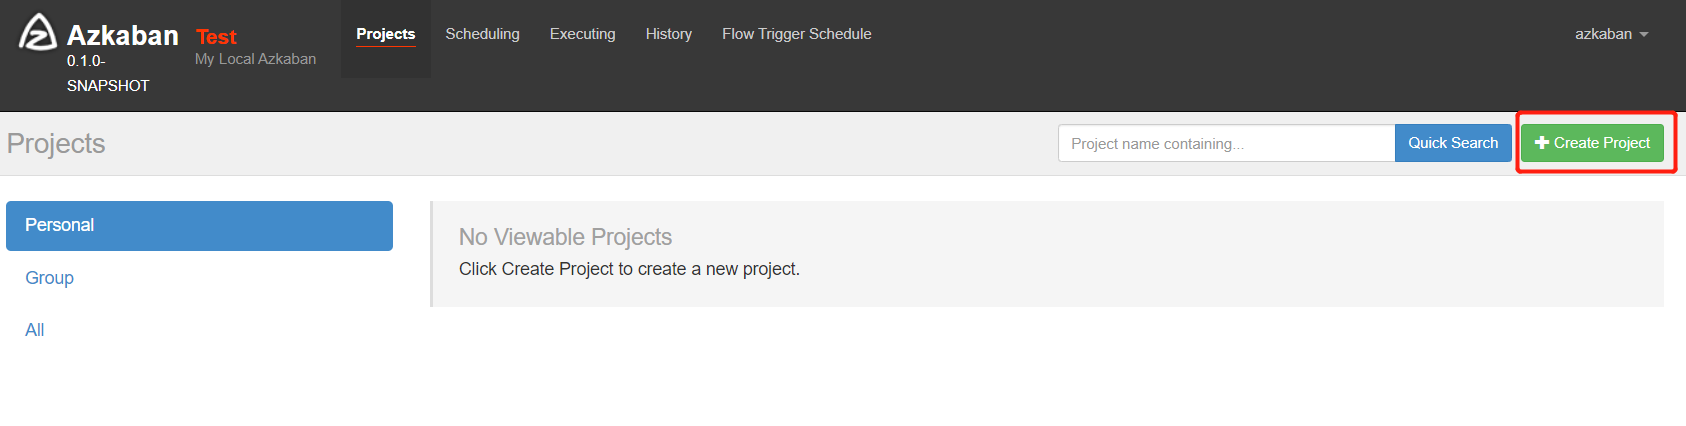 Azkaban
0.1.0-
SNAPSHOT
Test
My Local Azkaban
Projects
Scheduling
Executing
History
Flow Trigger Schedule
azkaban
Projects
Project name containing...
Quick Search
Create Project
Personal
Group
All
No Viewable Projects
Click Create Project to create a new project.